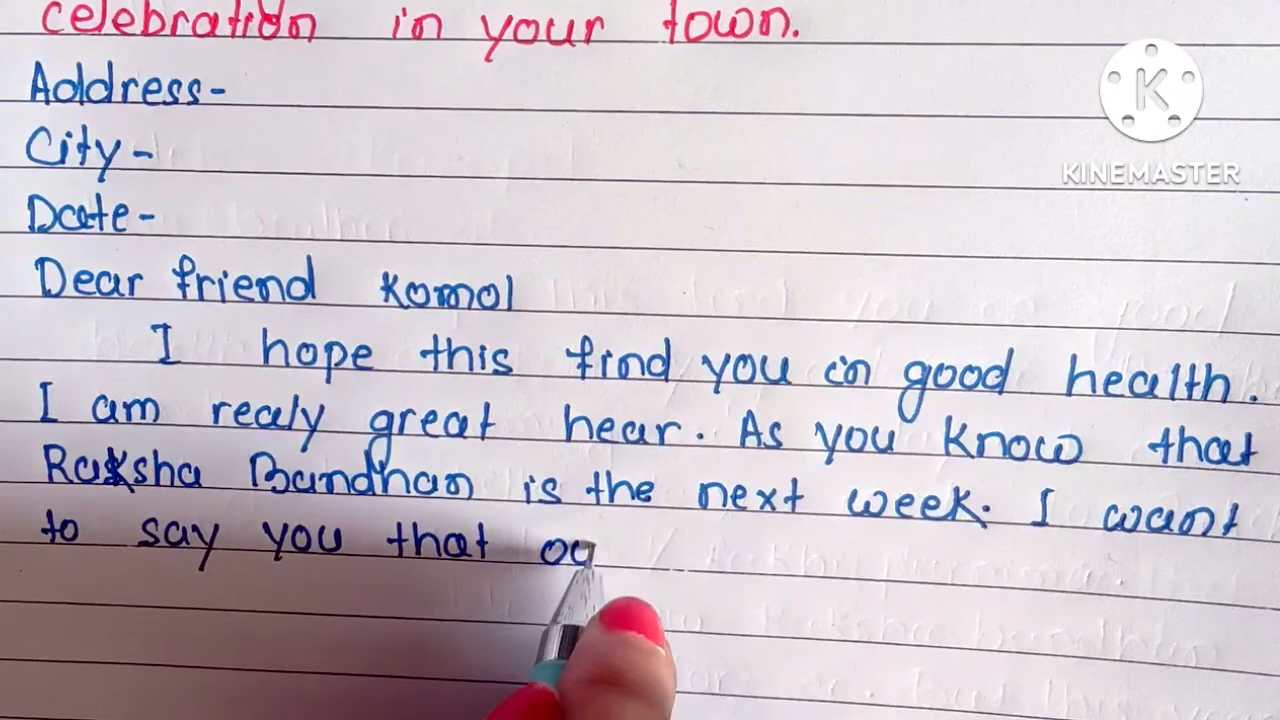 celebration in your town.
K
KINEMASTER
Address-
City-
Date-
Dear friend Komol
I hope this find you in good health.
I am realy great hear. As you know that
Raksha Bandhan is the next week. I want
to say you that ou